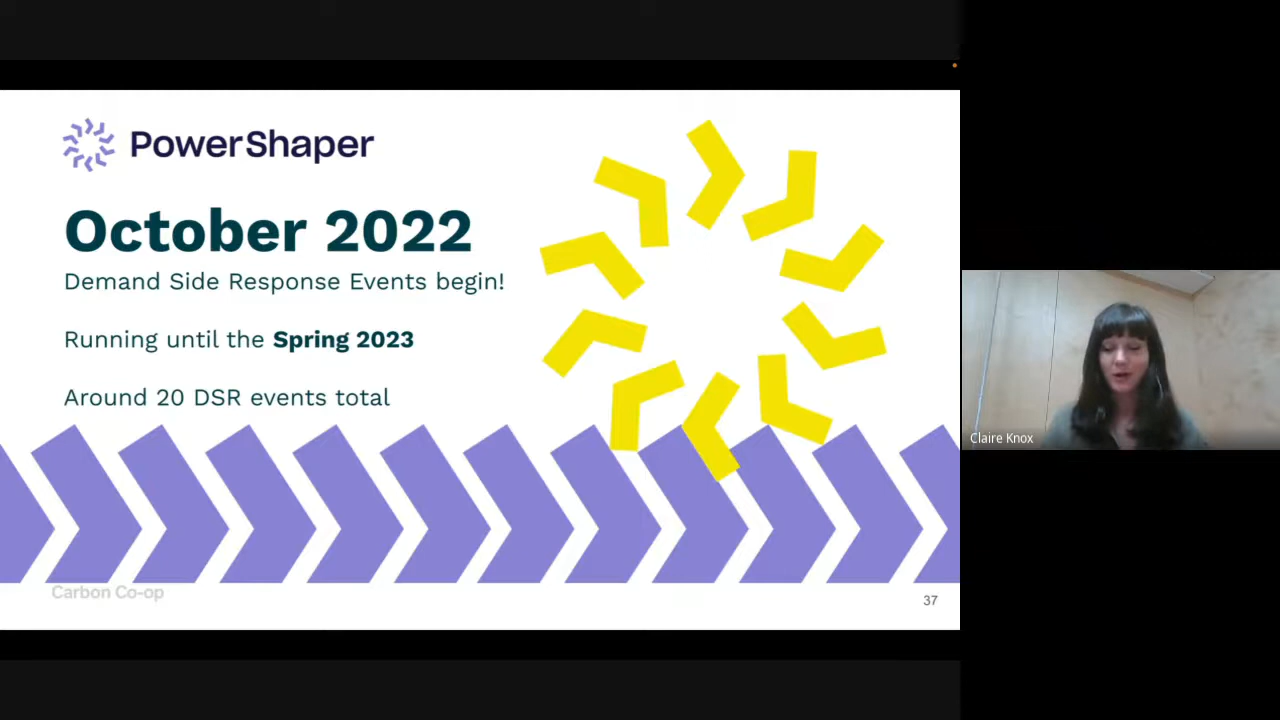 PowerShaper
October 2022
Demand Side Response Events begin!
Running until the Spring 2023
Around 20 DSR events total
Carbon Co-op
37
Claire Knox